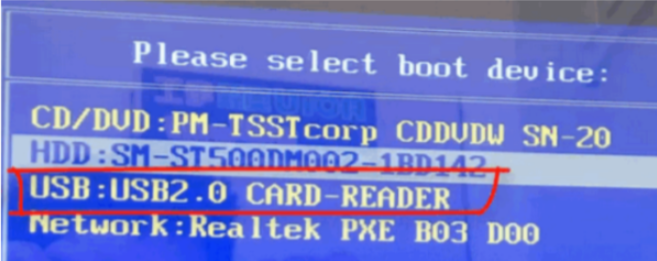 Please select boot device:
CD/DVD:PM-TSSTcorp CDDVDW SN-20
HDD:SM-ST500DM002-1BD142
USB:USB2.0 CARD-READER
Network:Realtek PXE B03 D00